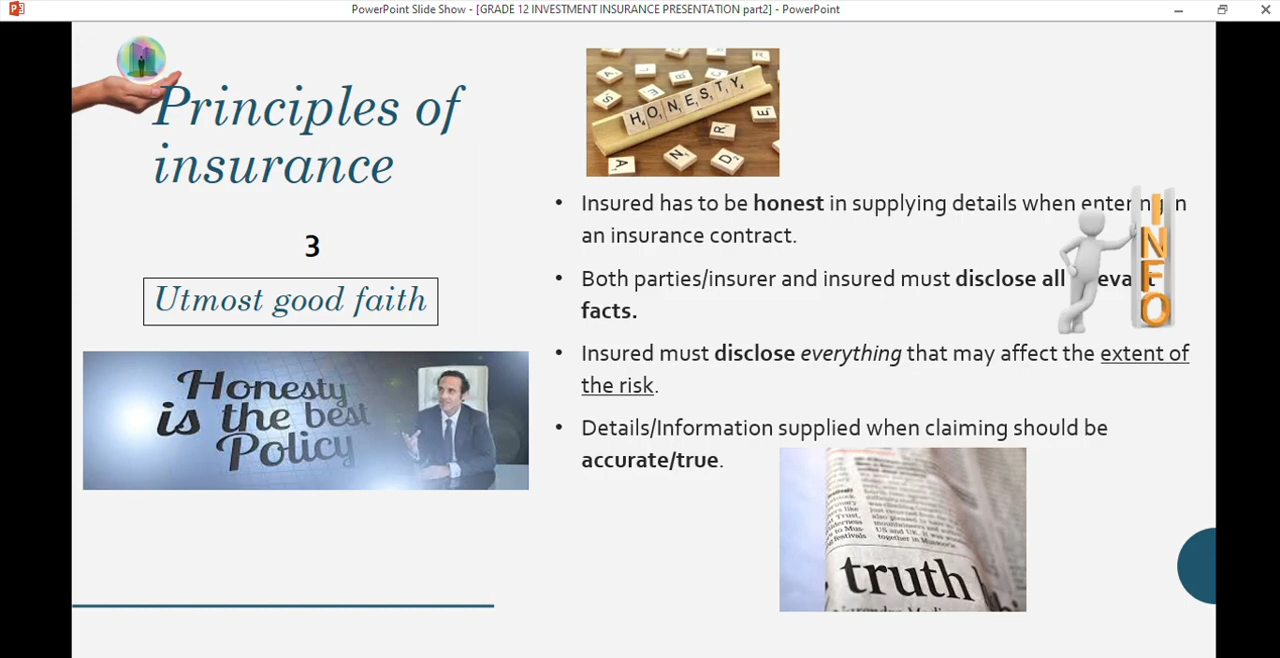 PowerPoint Slide Show - [GRADE 12 INVESTMENT INSURANCE PRESENTATION part2] - PowerPoint
Principles of
insurance
3
Utmost good faith
Honesty
is the best
Policy
HONESTY
• Insured has to be honest in supplying details when entering in
an insurance contract.
• Both parties/insurer and insured must disclose all
facts.
• Insured must disclose everything that may affect the extent of
the risk.
• Details/Information supplied when claiming should be
accurate/true.
INFO
truth